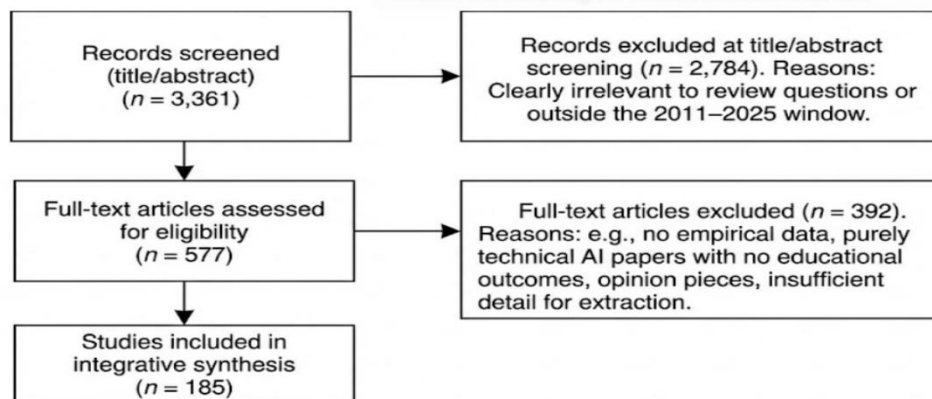 Records screened
(title/abstract)
(n = 3,361)
Records excluded at title/abstract
screening (n = 2,784). Reasons:
Clearly irrelevant to review questions or
outside the 2011–2025 window.
Full-text articles assessed
for eligibility
(n = 577)
Full-text articles excluded (n = 392).
Reasons: e.g., no empirical data, purely
technical AI papers with no educational
outcomes, opinion pieces, insufficient
detail for extraction.
Studies included in
integrative synthesis
(n = 185)